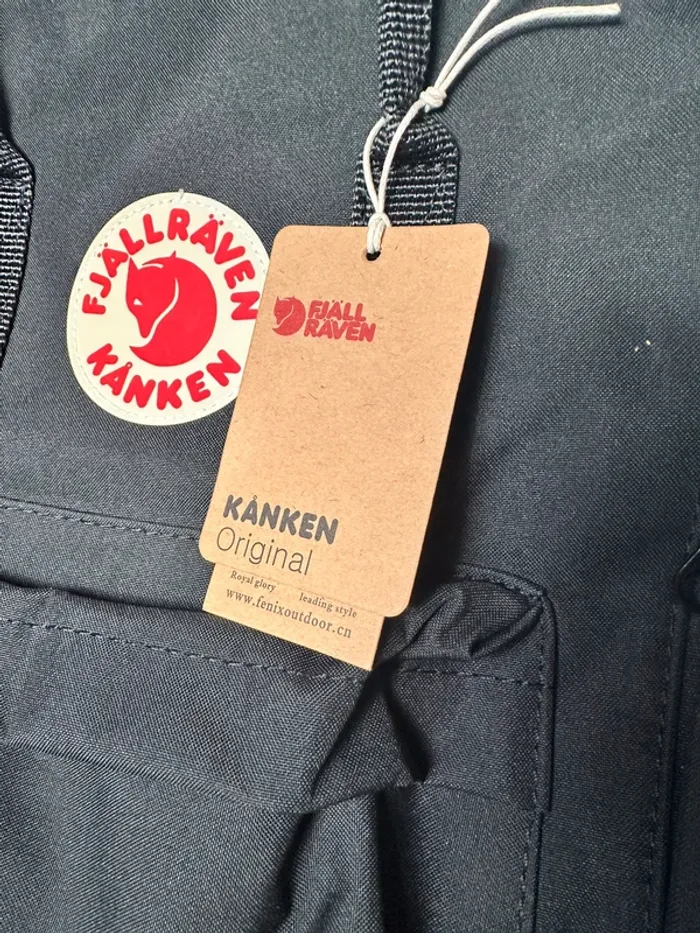 FJÄLLRÄVEN
KÅNKEN
FJÄLL
RÄVEN
KÅNKEN
Original
Royal glory leading style
www.fenixoutdoor.cn